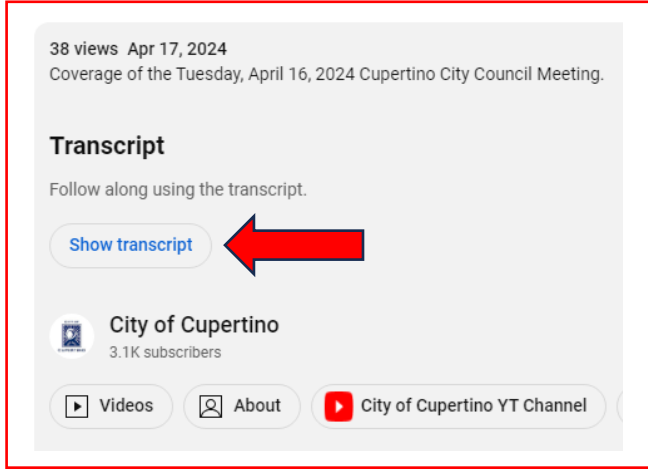 38 views Apr 17, 2024
Coverage of the Tuesday, April 16, 2024 Cupertino City Council Meeting.
Transcript
Follow along using the transcript.
Show transcript
City of Cupertino
3.1K subscribers
Videos About City of Cupertino YT Channel